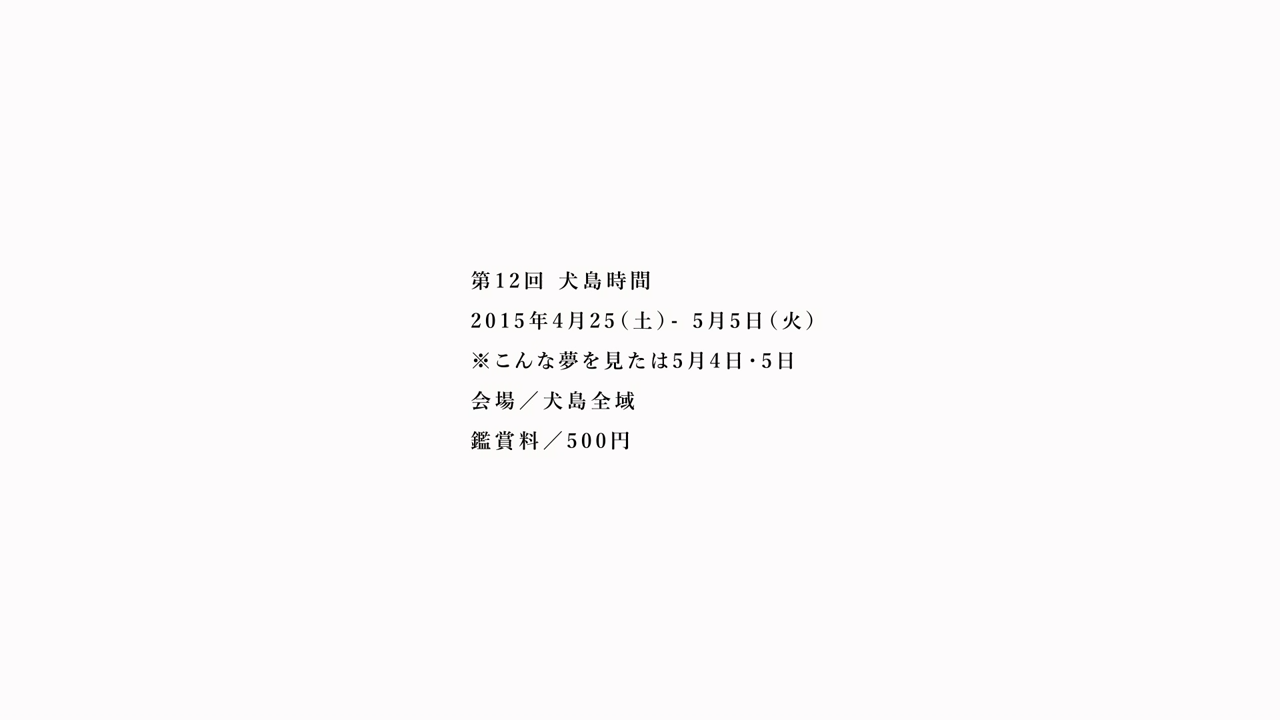 第12回 犬島時間
2015年4月25(土)- 5月5日(火)
※こんな夢を見たは5月4日・5日
会場／犬島全域
鑑賞料／500円